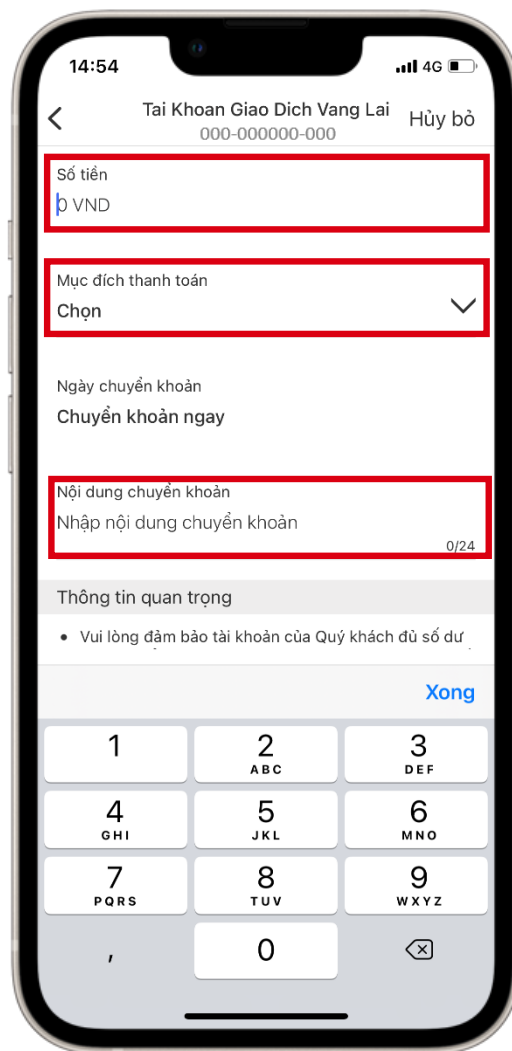 14:54
4G
Tai Khoan Giao Dich Vang Lai
000-000000-000
Hủy bỏ
Số tiền
0 VND
Mục đích thanh toán
Chọn
Ngày chuyển khoản
Chuyển khoản ngay
Nội dung chuyển khoản
Nhập nội dung chuyển khoản
0/24
Thông tin quan trọng
• Vui lòng đảm bảo tài khoản của Quý khách đủ số dư
Xong
1
2
ABC
3
DEF
4
GHI
5
JKL
6
MNO
7
PQRS
8
TUV
9
WXYZ
,
0